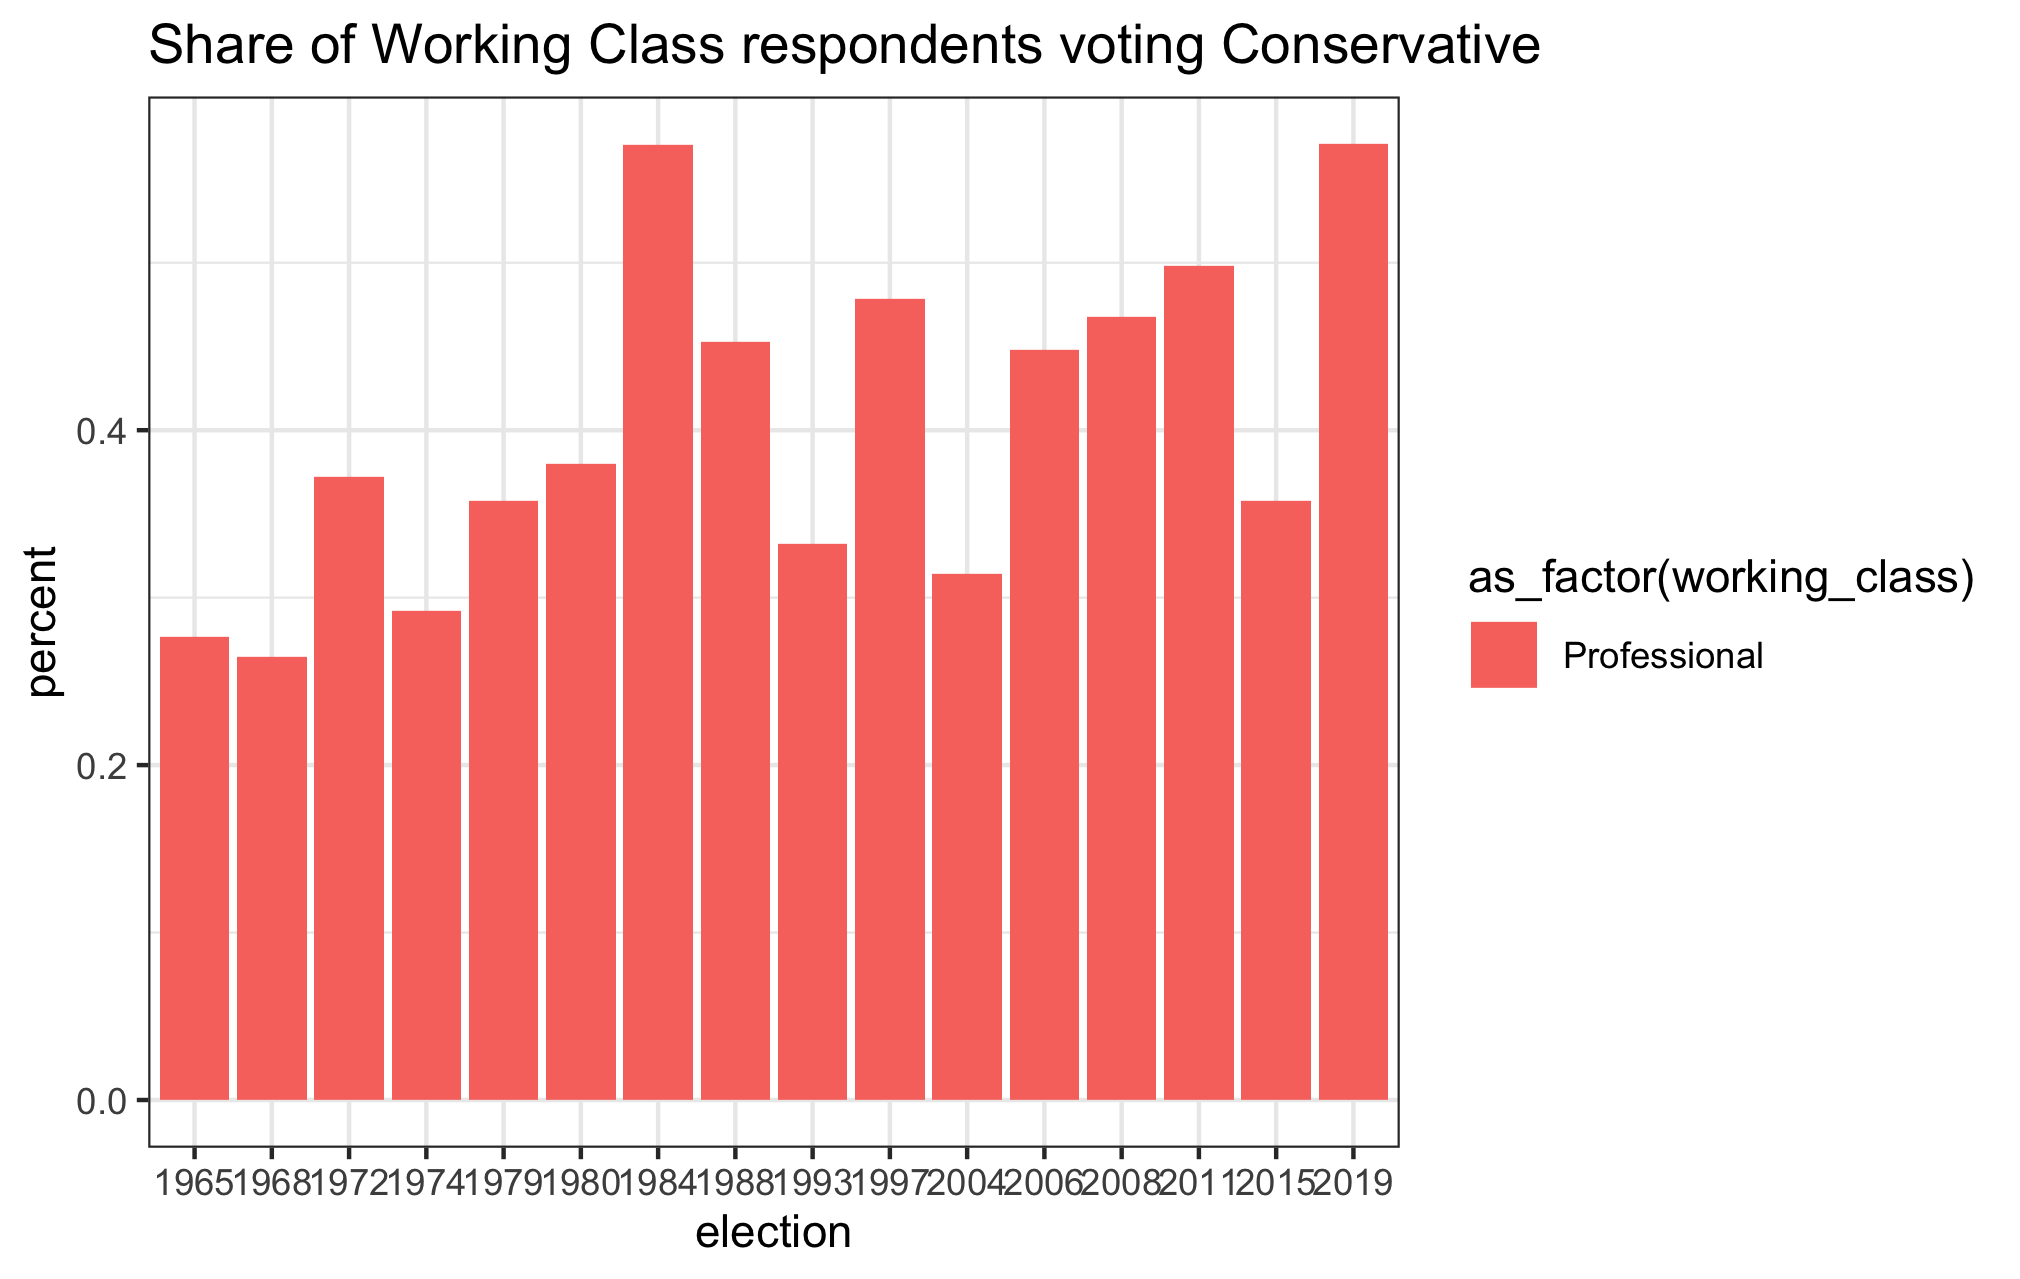 Share of Working Class respondents voting Conservative
percent
0.4
0.2
0.0
1965 1968 1972 1974 1979 1980 1984 1988 1993 1997 2004 2006 2008 2011 2015 2019
election
as_factor(working_class)
Professional